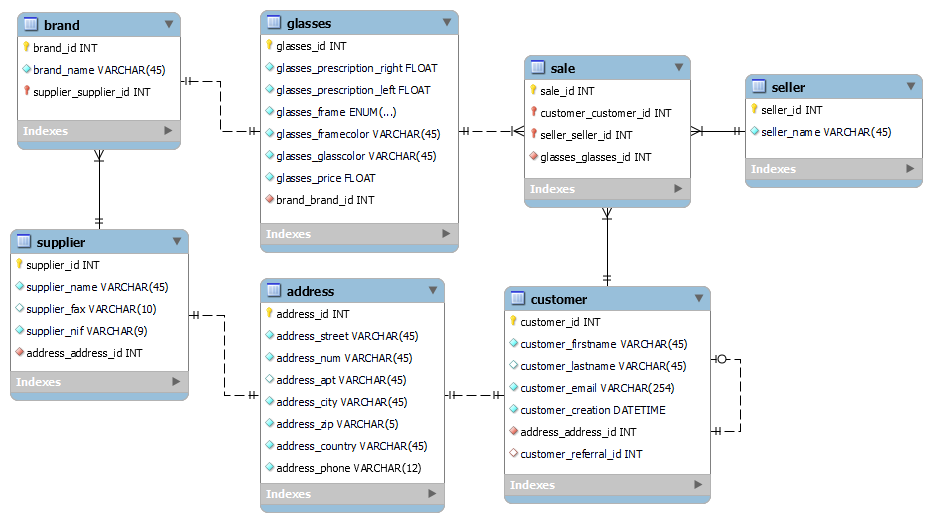 brand
brand_id INT
brand_name VARCHAR(45)
supplier_supplier_id INT
Indexes
glasses
glasses_id INT
glasses_prescription_right FLOAT
glasses_prescription_left FLOAT
glasses_frame ENUM(...)
glasses_framecolor VARCHAR(45)
glasses_glasscolor VARCHAR(45)
glasses_price FLOAT
brand_brand_id INT
Indexes
sale
sale_id INT
customer_customer_id INT
seller_seller_id INT
glasses_glasses_id INT
Indexes
seller
seller_id INT
seller_name VARCHAR(45)
Indexes
supplier
supplier_id INT
supplier_name VARCHAR(45)
supplier_fax VARCHAR(10)
supplier_nif VARCHAR(9)
address_address_id INT
Indexes
address
address_id INT
address_street VARCHAR(45)
address_num VARCHAR(45)
address_apt VARCHAR(45)
address_city VARCHAR(45)
address_zip VARCHAR(5)
address_country VARCHAR(45)
address_phone VARCHAR(12)
Indexes
customer
customer_id INT
customer_firstname VARCHAR(45)
customer_lastname VARCHAR(45)
customer_email VARCHAR(254)
customer_creation DATETIME
address_address_id INT
customer_referral_id INT
Indexes